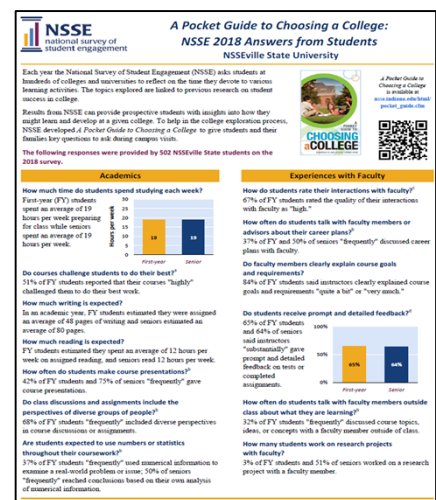 NSSE
national survey of
student engagement
A Pocket Guide to Choosing a College:
NSSE 2018 Answers from Students
NSSEville State University
Each year the National Survey of Student Engagement (NSSE) asks students at
hundreds of colleges and universities to reflect on the time they devote to various
learning activities. The topics explored are linked to previous research on student
success in college.
Results from NSSE can provide prospective students with insights into how they
might learn and develop at a given college. To help in the college exploration process,
NSSE developed A Pocket Guide to Choosing a College to give students and their
families key questions to ask during campus visits.
The following responses were provided by 502 NSSEville State students on the
2018 survey.
CHOOSING
a COLLEGE
A Pocket Guide to
Choosing a College
is available at
nsse.indiana.edu/html/
pocket_guide.cfm
Academics
How much time do students spend studying each week?
First-year (FY) students
spent an average of 19
hours per week preparing
for class while seniors
spent an average of 19
hours per week.
Hours per week
30
25
20
15
10
5
0
19
19
First-year
Senior
Do courses challenge students to do their best?
51% of FY students reported that their courses "highly"
challenged them to do their best work.
How much writing is expected?
In an academic year, FY students estimated they were assigned
an average of 48 pages of writing and seniors estimated an
average of 80 pages.
How much reading is expected?
FY students estimated they spent an average of 12 hours per
week on assigned reading, and seniors read 12 hours per week.
How often do students make course presentations?
42% of FY students and 75% of seniors "frequently" gave
course presentations.
Do class discussions and assignments include the
perspectives of diverse groups of people?
68% of FY students "frequently" included diverse perspectives
in course discussions or assignments.
Are students expected to use numbers or statistics
throughout their coursework?
37% of FY students "frequently" used numerical information to
examine a real-world problem or issue; 50% of seniors
"frequently" reached conclusions based on their own analysis
of numerical information.
Experiences with Faculty
How do students rate their interactions with faculty?
67% of FY students rated the quality of their interactions
with faculty as "high."
How often do students talk with faculty members or
advisors about their career plans?
37% of FY and 50% of seniors "frequently" discussed career
plans with faculty.
Do faculty members clearly explain course goals
and requirements?
84% of FY students said instructors clearly explained course
goals and requirements "quite a bit" or "very much."
Do students receive prompt and detailed feedback?
65% of FY students
and 64% of seniors
said instructors
"substantially" gave
prompt and detailed
feedback on tests or
completed
assignments.
100%
50%
0%
65%
64%
First-year
Senior
How often do students talk with faculty members outside
class about what they are learning?
32% of FY students "frequently" discussed course topics,
ideas, or concepts with a faculty member outside of class.
How many students work on research projects
with faculty?
3% of FY students and 51% of seniors worked on a research
project with a faculty member.